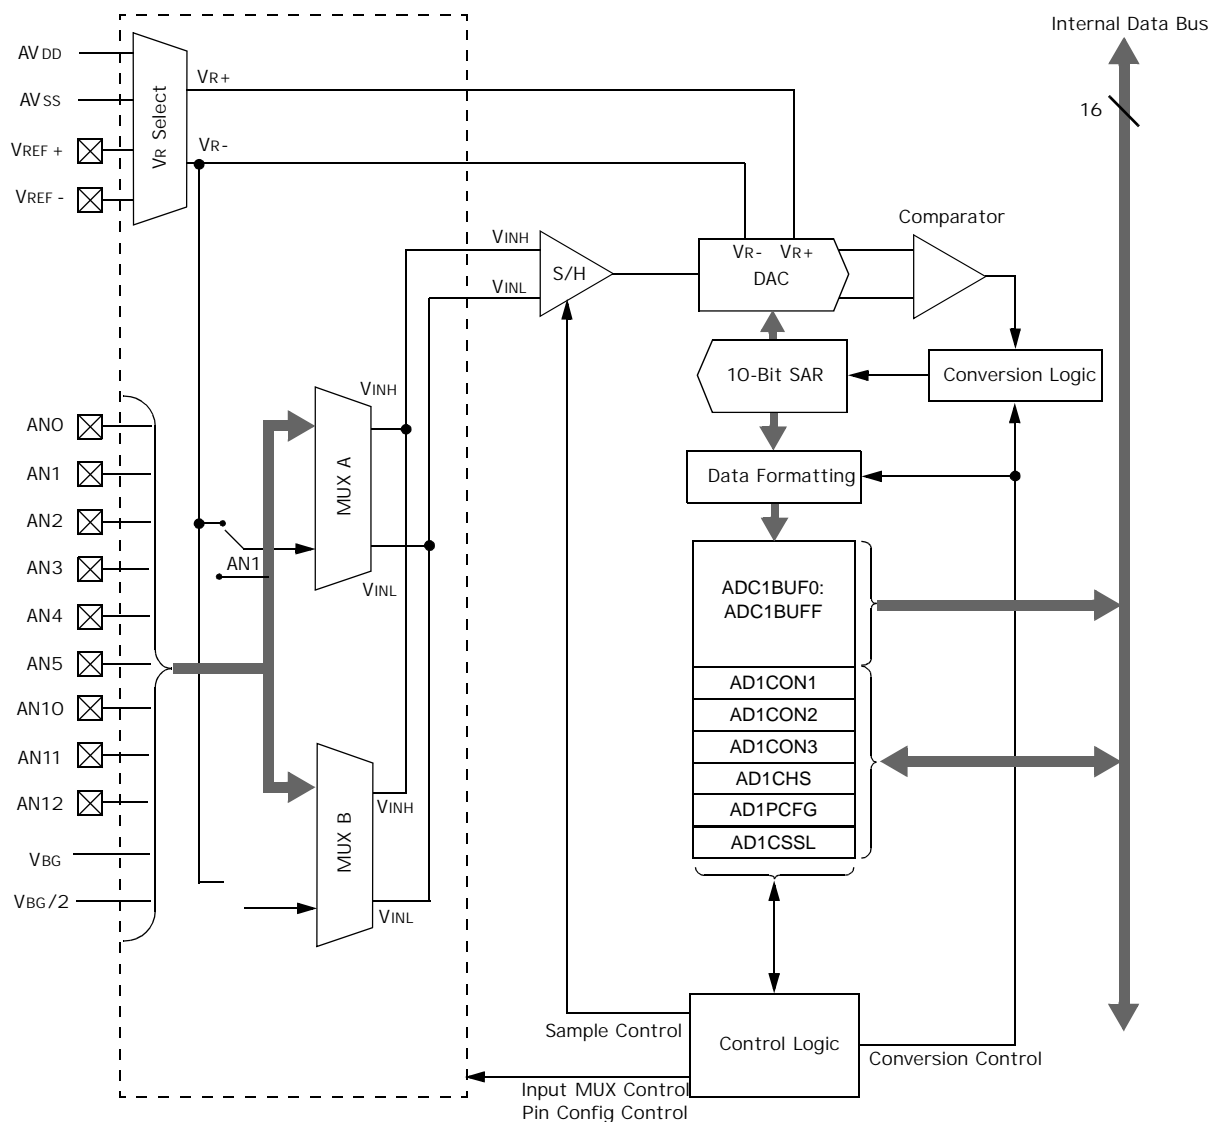 Internal Data Bus
16
AVDD
AVSS
VREF+
VREF-
VR Select
VR+
VR-
Comparator
VINH
VINL
S/H
VR- VR+
DAC
10-Bit SAR
Conversion Logic
Data Formatting
AN0
AN1
AN2
AN3
AN4
AN5
AN10
AN11
AN12
VBG
VBG/2
VINH
MUX A
VINL
AN1
VINH
MUX B
VINL
ADC1BUF0:
ADC1BUFF
AD1CON1
AD1CON2
AD1CON3
AD1CHS
AD1PCFG
AD1CSSL
Sample Control
Control Logic
Conversion Control
Input MUX Control
Pin Config Control